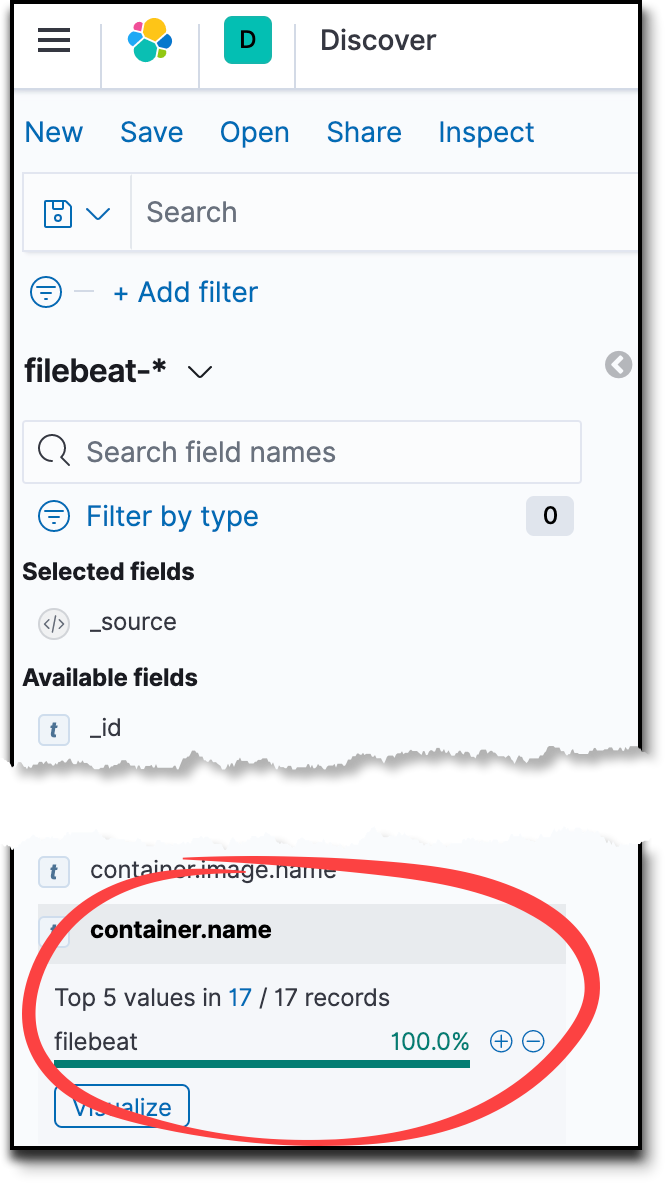 D Discover
New Save Open Share Inspect
Search
+ Add filter
filebeat-*
Search field names
Filter by type 0
Selected fields
</> _source
Available fields
t _id
t container.image.name
t container.name
Top 5 values in 17 / 17 records
filebeat 100.0%
Visualize